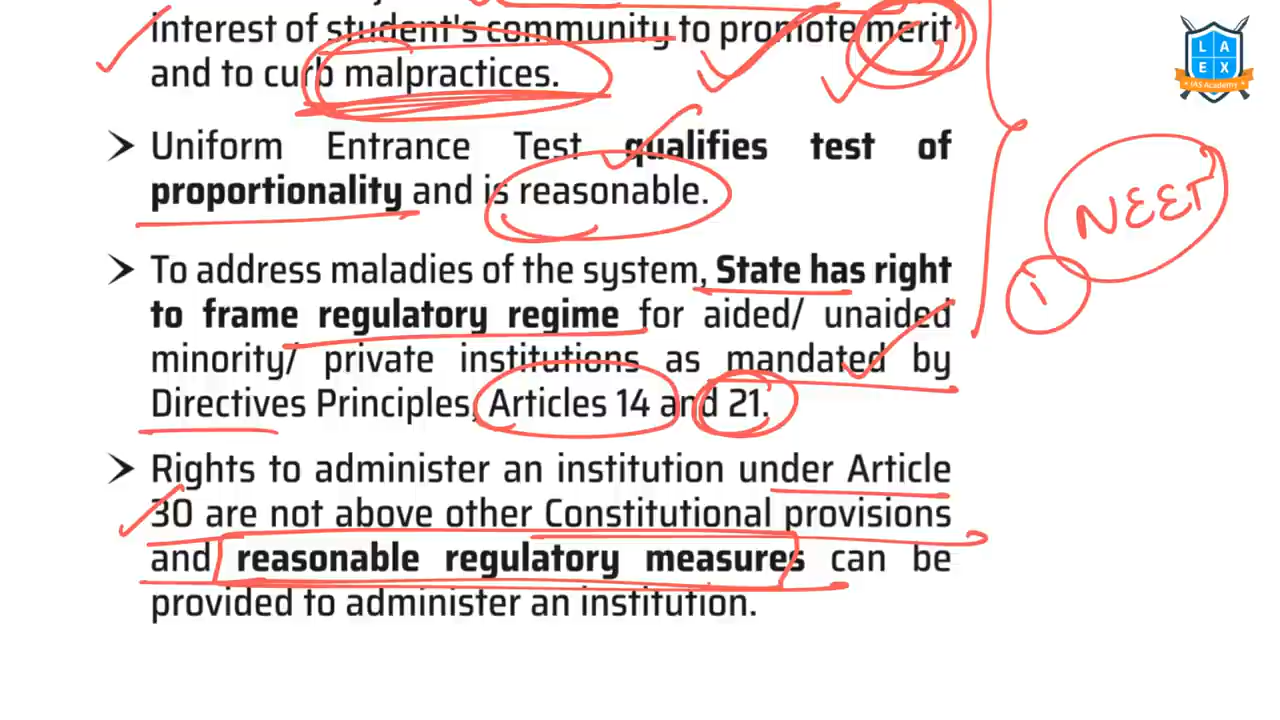 interest of student's community to promote merit
and to curb malpractices.
➤ Uniform Entrance Test qualifies test of
proportionality and is reasonable.
➤ To address maladies of the system, State has right
to frame regulatory regime for aided/ unaided
minority/ private institutions as mandated by
Directives Principles, Articles 14 and 21.
➤ Rights to administer an institution under Article
30 are not above other Constitutional provisions
and reasonable regulatory measures can be
provided to administer an institution.
NEET
1
L A
E X
IAS Academy